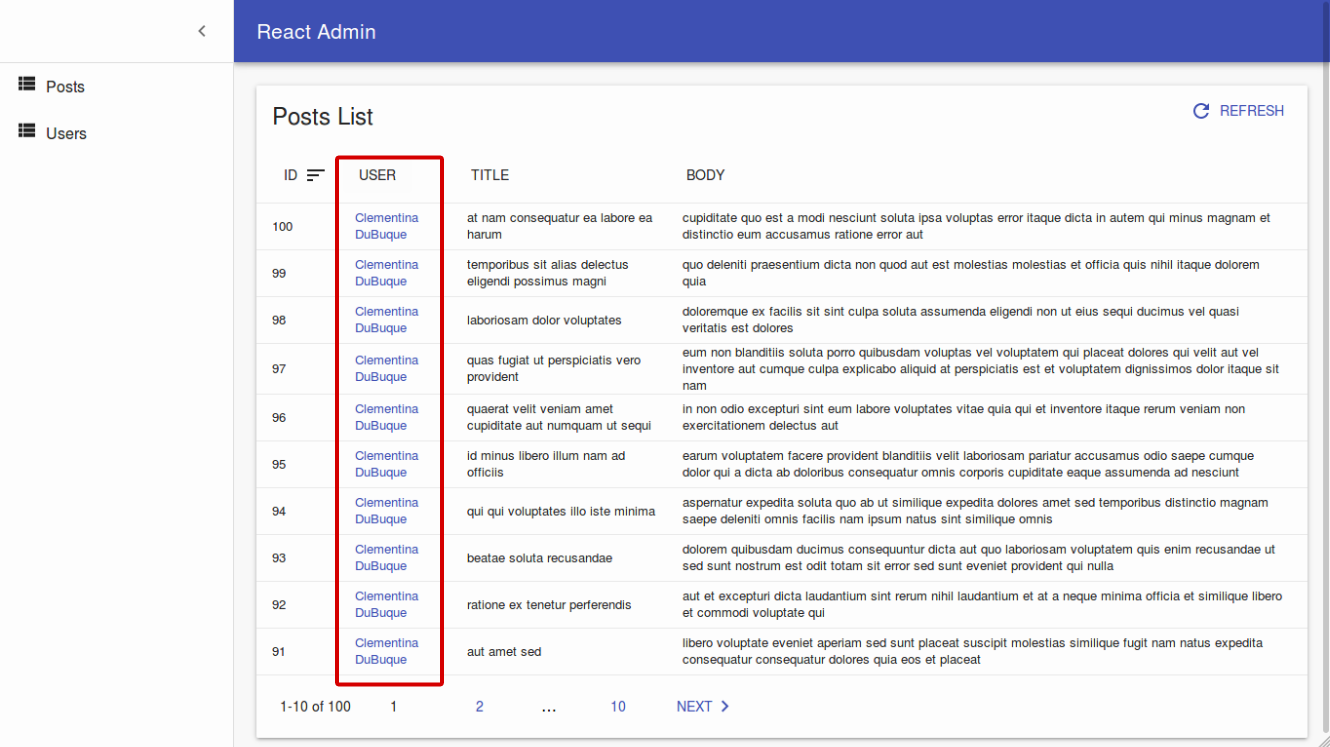 React Admin
Posts
Users
Posts List
REFRESH
ID USER TITLE BODY
100 Clementina DuBuque at nam consequatur ea labore ea harum cupiditate quo est a modi nesciunt soluta ipsa voluptas error itaque dicta in autem qui minus magnam et distinctio eum accusamus ratione error aut
99 Clementina DuBuque temporibus sit alias delectus eligendi possimus magni quo deleniti praesentium dicta non quod aut est molestias molestias et officia quis nihil itaque dolorem quia
98 Clementina DuBuque laboriosam dolor voluptates doloremque ex facilis sit sint culpa soluta assumenda eligendi non ut eius sequi ducimus vel quasi veritatis est dolores
97 Clementina DuBuque quas fugiat ut perspiciatis vero provident eum non blanditiis soluta porro quibusdam voluptas vel voluptatem qui placeat dolores qui velit aut vel inventore aut cumque culpa explicabo aliquid at perspiciatis est et voluptatem dignissimos dolor itaque sit nam
96 Clementina DuBuque quaerat velit veniam amet cupiditate aut numquam ut sequi in non odio excepturi sint eum labore voluptates vitae quia qui et inventore itaque rerum veniam non exercitationem delectus aut
95 Clementina DuBuque id minus libero illum nam ad officiis earum voluptatem facere provident blanditiis velit laboriosam pariatur accusamus odio saepe cumque dolor qui a dicta ab doloribus consequatur omnis corporis cupiditate eaque assumenda ad nesciunt
94 Clementina DuBuque qui qui voluptates illo iste minima aspernatur expedita soluta quo ab ut similique expedita dolores amet sed temporibus distinctio magnam saepe deleniti omnis facilis nam ipsum natus sint similique omnis
93 Clementina DuBuque beatae soluta recusandae dolorem quibusdam ducimus consequuntur dicta aut quo laboriosam voluptatem quis enim recusandae ut sed sunt nostrum est odit totam sit error sed sunt eveniet provident qui nulla
92 Clementina DuBuque ratione ex tenetur perferendis aut et excepturi dicta laudantium sint rerum nihil laudantium et at a neque minima officia et similique libero et commodi voluptate qui
91 Clementina DuBuque aut amet sed libero voluptate eveniet aperiam sed sunt placeat suscipit molestias similique fugit nam natus expedita consequatur consequatur dolores quia eos et placeat
1-10 of 100 1 2 ... 10 NEXT